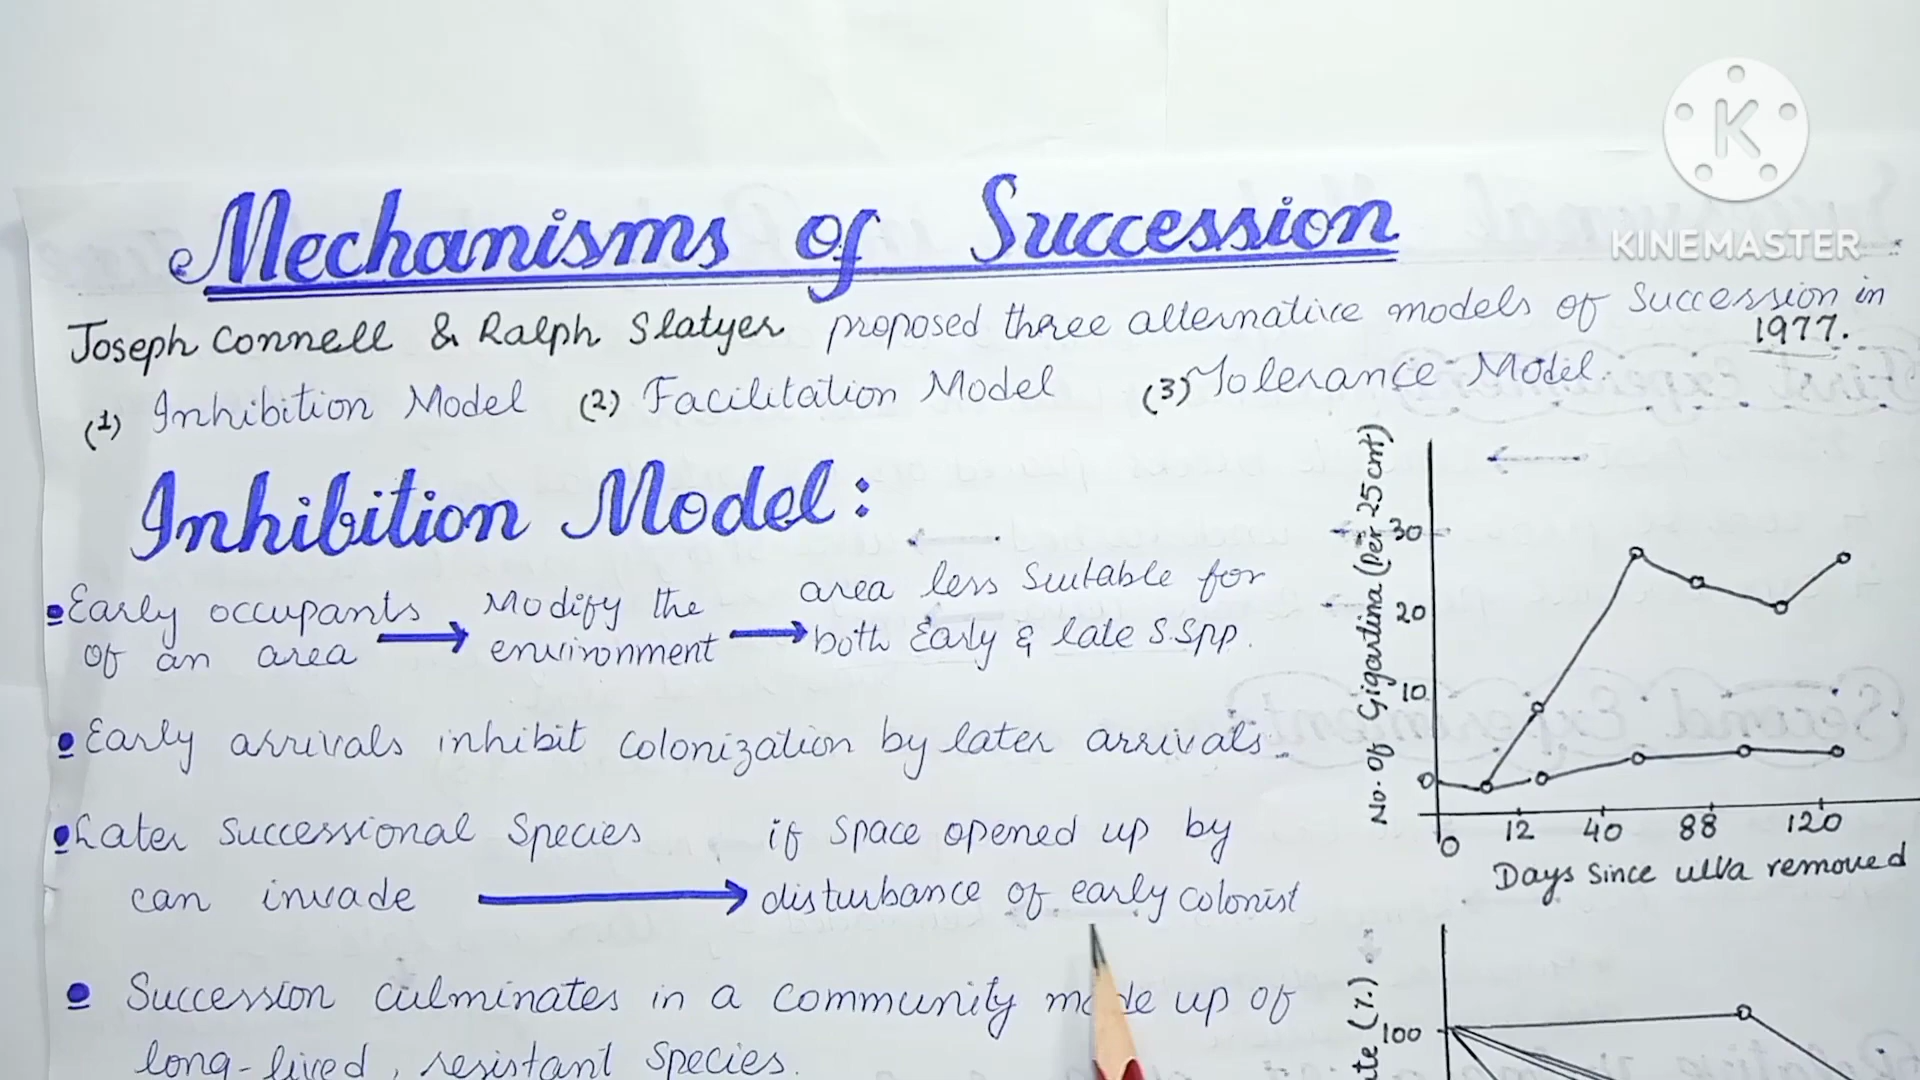 KINEMASTER
Mechanisms of Succession
Joseph Connell & Ralph Slatyer proposed three alternative models of Succession in
1977.
(1) Inhibition Model (2) Facilitation Model (3) Tolerance Model.
Inhibition Model:
Early occupants → Modify the → area less Suitable for
of an area environment both Early & late S.Spp.
Early arrivals inhibit colonization by later arrivals.
Later Successional Species if Space opened up by
can invade → disturbance of early colonist
Succession culminates in a community made up of
long-lived, resistant Species.
No. of Gigartina (per 25 cm²)
30
20
10
0
0 12 40 88 120
Days Since ulva removed
100
(%)